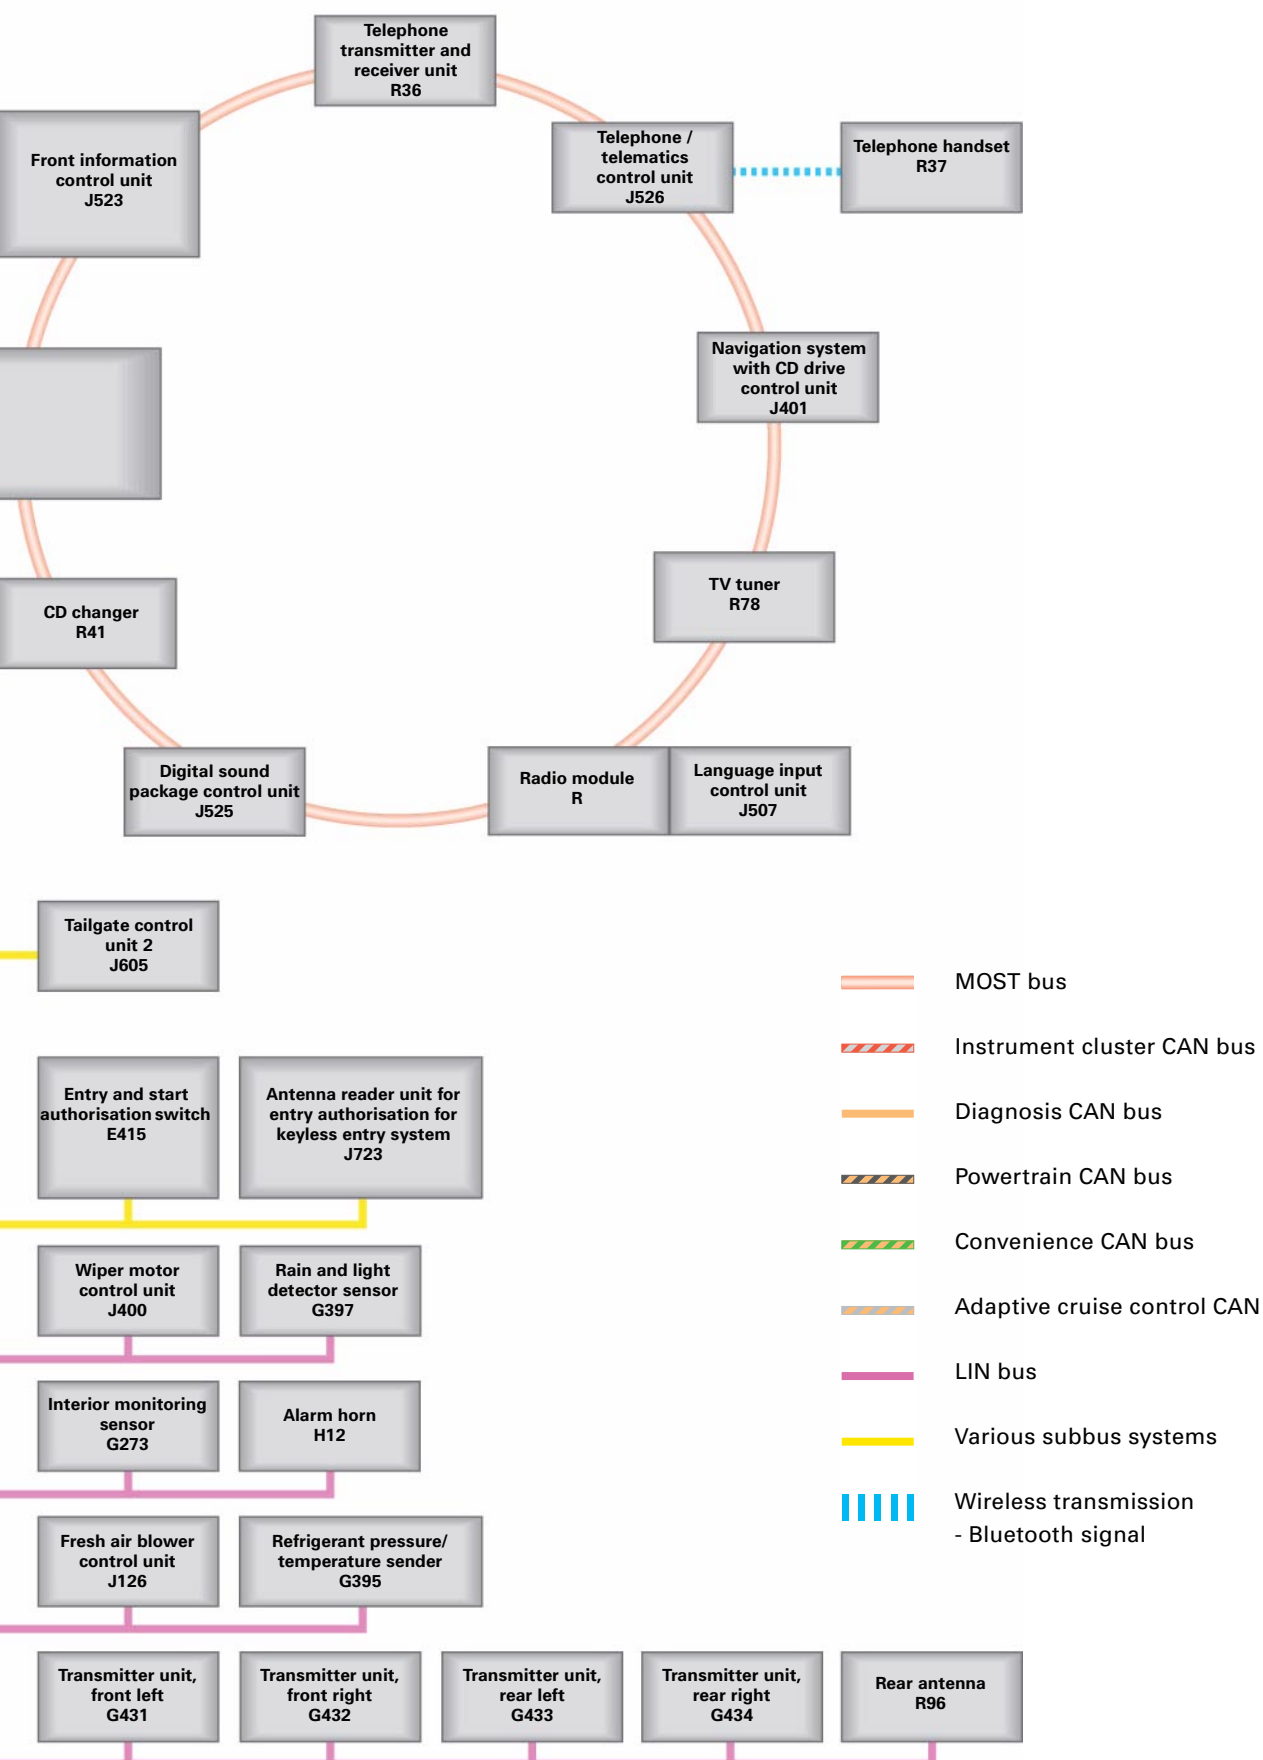 Telephone
transmitter and
receiver unit
R36
Front information
control unit
J523
Telephone /
telematics
control unit
J526
Telephone handset
R37
Navigation system
with CD drive
control unit
J401
TV tuner
R78
CD changer
R41
Digital sound
package control unit
J525
Radio module
R
Language input
control unit
J507
Tailgate control
unit 2
J605
Entry and start
authorisation switch
E415
Antenna reader unit for
entry authorisation for
keyless entry system
J723
Wiper motor
control unit
J400
Rain and light
detector sensor
G397
Interior monitoring
sensor
G273
Alarm horn
H12
Fresh air blower
control unit
J126
Refrigerant pressure/
temperature sender
G395
Transmitter unit,
front left
G431
Transmitter unit,
front right
G432
Transmitter unit,
rear left
G433
Transmitter unit,
rear right
G434
Rear antenna
R96
MOST bus
Instrument cluster CAN bus
Diagnosis CAN bus
Powertrain CAN bus
Convenience CAN bus
Adaptive cruise control CAN
LIN bus
Various subbus systems
Wireless transmission
- Bluetooth signal